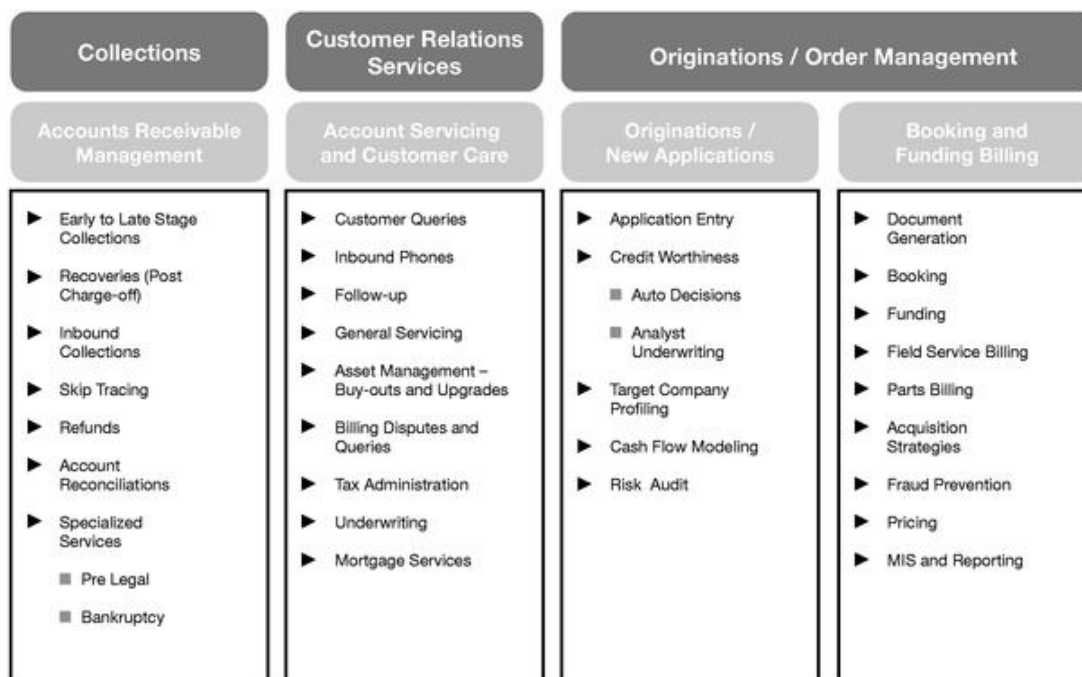 Collections
Customer Relations
Services
Originations / Order Management
Accounts Receivable
Management
Account Servicing
and Customer Care
Originations /
New Applications
Booking and
Funding Billing
Early to Late Stage
Collections
Recoveries (Post
Charge-off)
Inbound
Collections
Skip Tracing
Refunds
Account
Reconciliations
Specialized
Services
Pre Legal
Bankruptcy
Customer Queries
Inbound Phones
Follow-up
General Servicing
Asset Management –
Buy-outs and Upgrades
Billing Disputes and
Queries
Tax Administration
Underwriting
Mortgage Services
Application Entry
Credit Worthiness
Auto Decisions
Analyst
Underwriting
Target Company
Profiling
Cash Flow Modeling
Risk Audit
Document
Generation
Booking
Funding
Field Service Billing
Parts Billing
Acquisition
Strategies
Fraud Prevention
Pricing
MIS and Reporting